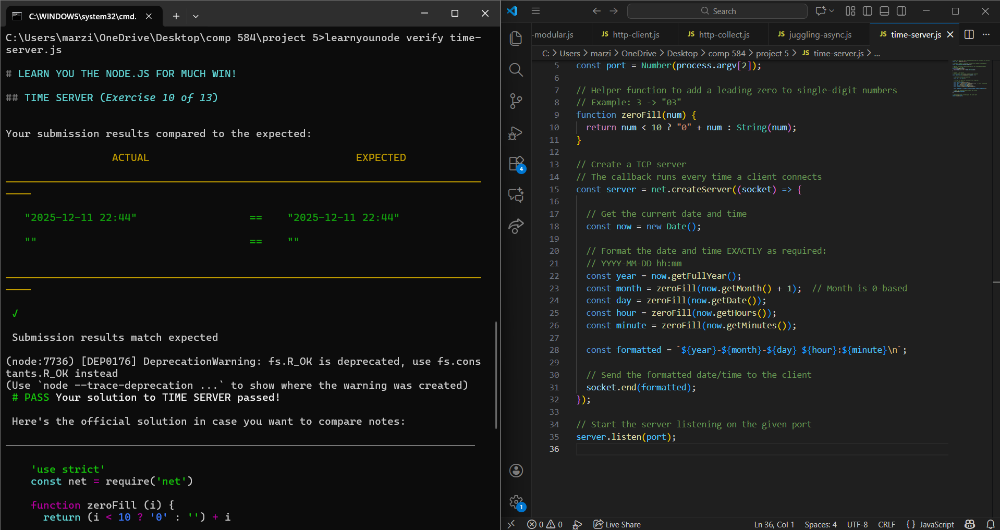 C:\WINDOWS\system32\cmd.
C:\Users\marzi\OneDrive\Desktop\comp 584\project 5>learnyounode verify time-
server.js
# LEARN YOU THE NODE.JS FOR MUCH WIN!
## TIME SERVER (Exercise 10 of 13)
Your submission results compared to the expected:
ACTUAL EXPECTED
"2025-12-11 22:44" == "2025-12-11 22:44"
"" == ""
√
Submission results match expected
(node:7736) [DEP0176] DeprecationWarning: fs.R_OK is deprecated, use fs.cons
tants.R_OK instead
(Use `node --trace-deprecation ...` to show where the warning was created)
# PASS Your solution to TIME SERVER passed!
Here's the official solution in case you want to compare notes:
'use strict'
const net = require('net')
function zeroFill (i) {
return (i < 10 ? '0' : '') + i
Search
-modular.js JS http-client.js JS http-collect.js JS juggling-async.js JS time-server.js
C: > Users > marzi > OneDrive > Desktop > comp 584 > project 5 > JS time-server.js > ...
5 const port = Number(process.argv[2]);
6
7 // Helper function to add a leading zero to single-digit numbers
8 // Example: 3 -> "03"
9 function zeroFill(num) {
10 return num < 10 ? "0" + num : String(num);
11 }
12
13 // Create a TCP server
14 // The callback runs every time a client connects
15 const server = net.createServer((socket) => {
16
17 // Get the current date and time
18 const now = new Date();
19
20 // Format the date and time EXACTLY as required:
21 // YYYY-MM-DD hh:mm
22 const year = now.getFullYear();
23 const month = zeroFill(now.getMonth() + 1); // Month is 0-based
24 const day = zeroFill(now.getDate());
25 const hour = zeroFill(now.getHours());
26 const minute = zeroFill(now.getMinutes());
27
28 const formatted = `${year}-${month}-${day} ${hour}:${minute}\n`;
29
30 // Send the formatted date/time to the client
31 socket.end(formatted);
32 });
33
34 // Start the server listening on the given port
35 server.listen(port);
36
4
1
0 0 Live Share Ln 36, Col 1 Spaces: 4 UTF-8 CRLF {} JavaScript